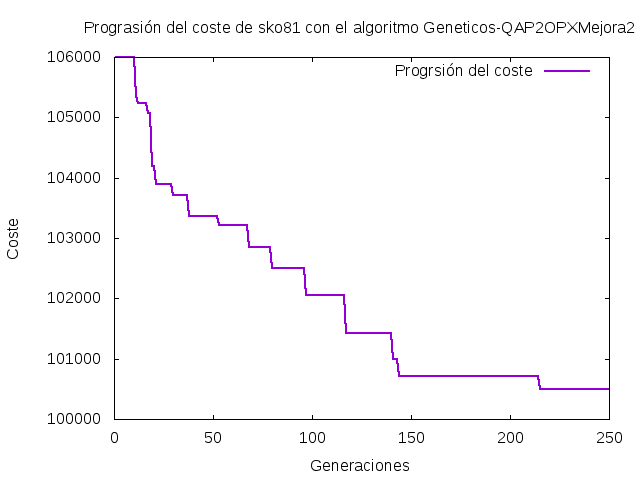 Prograsión del coste de sko81 con el algoritmo Geneticos-QAP2OPXMejora2
106000
Progrsión del coste
105000
104000
103000
Coste
102000
101000
100000
0 50 100 150 200 250
Generaciones